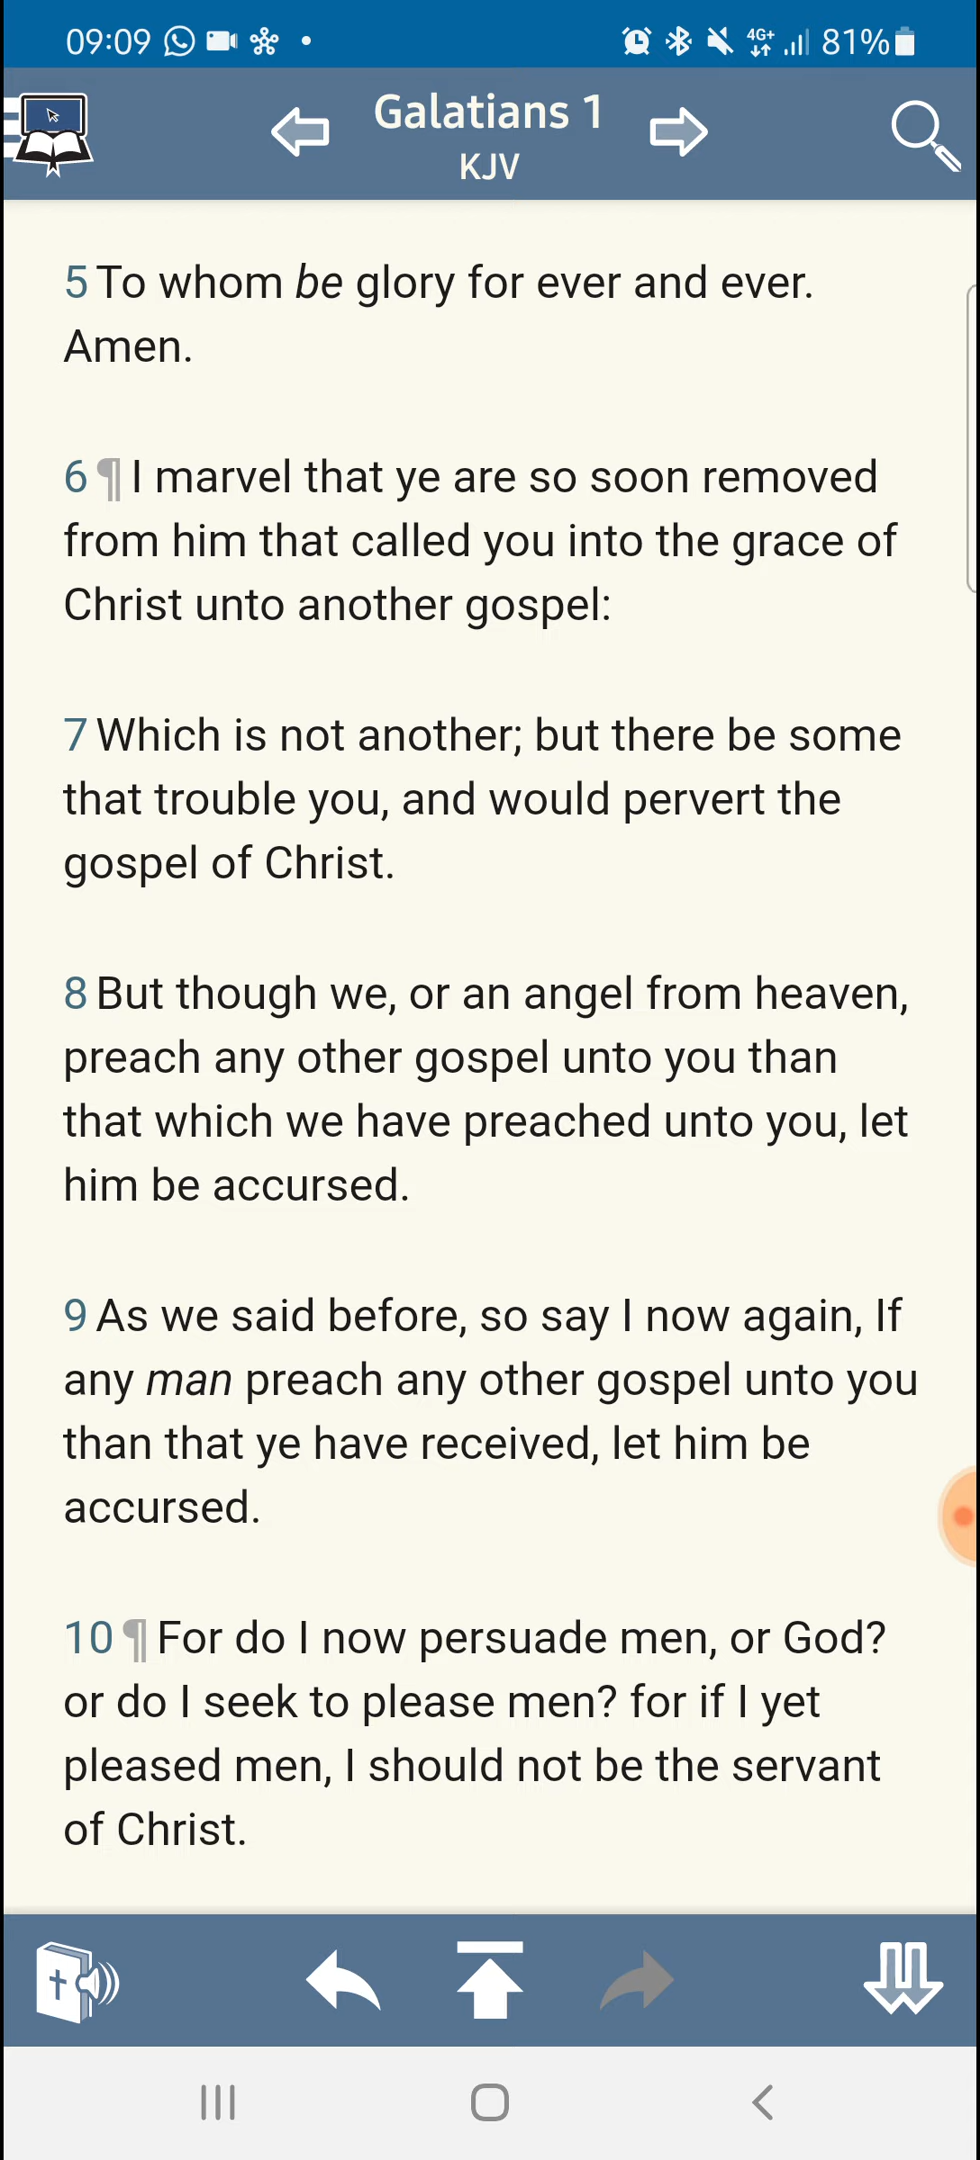 09:09
4G+
81%
Galatians 1
KJV
5 To whom be glory for ever and ever.
Amen.
6 ¶ I marvel that ye are so soon removed
from him that called you into the grace of
Christ unto another gospel:
7 Which is not another; but there be some
that trouble you, and would pervert the
gospel of Christ.
8 But though we, or an angel from heaven,
preach any other gospel unto you than
that which we have preached unto you, let
him be accursed.
9 As we said before, so say I now again, If
any man preach any other gospel unto you
than that ye have received, let him be
accursed.
10 ¶ For do I now persuade men, or God?
or do I seek to please men? for if I yet
pleased men, I should not be the servant
of Christ.